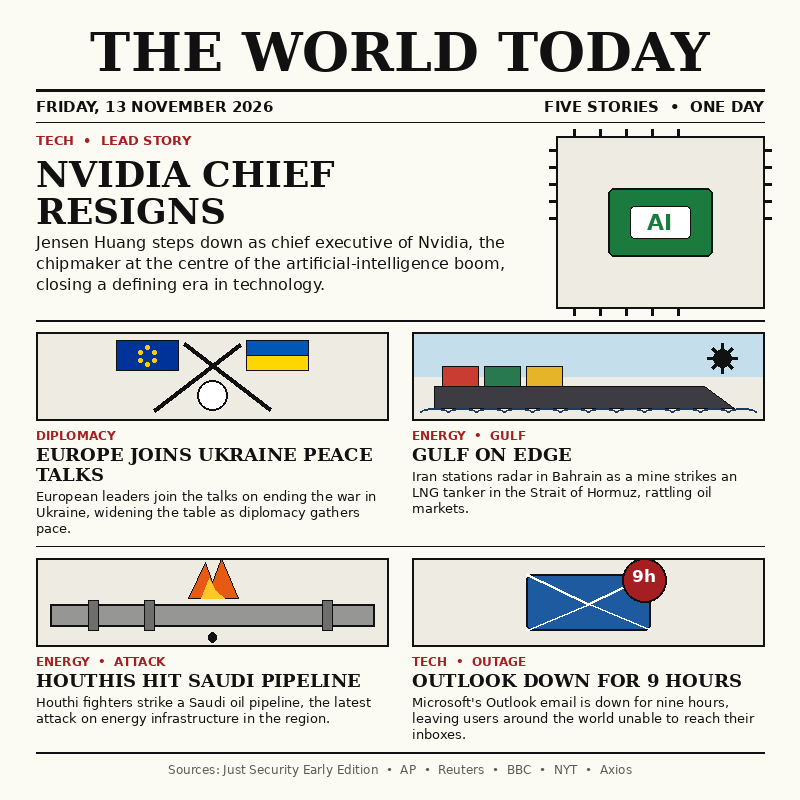 THE WORLD TODAY
FRIDAY, 13 NOVEMBER 2026
FIVE STORIES • ONE DAY
TECH • LEAD STORY
NVIDIA CHIEF
RESIGNS
Jensen Huang steps down as chief executive of Nvidia, the
chipmaker at the centre of the artificial-intelligence boom,
closing a defining era in technology.
AI
DIPLOMACY
EUROPE JOINS UKRAINE PEACE
TALKS
European leaders join the talks on ending the war in
Ukraine, widening the table as diplomacy gathers
pace.
ENERGY • GULF
GULF ON EDGE
Iran stations radar in Bahrain as a mine strikes an
LNG tanker in the Strait of Hormuz, rattling oil
markets.
ENERGY • ATTACK
HOUTHIS HIT SAUDI PIPELINE
Houthi fighters strike a Saudi oil pipeline, the latest
attack on energy infrastructure in the region.
9h
TECH • OUTAGE
OUTLOOK DOWN FOR 9 HOURS
Microsoft's Outlook email is down for nine hours,
leaving users around the world unable to reach their
inboxes.
Sources: Just Security Early Edition • AP • Reuters • BBC • NYT • Axios